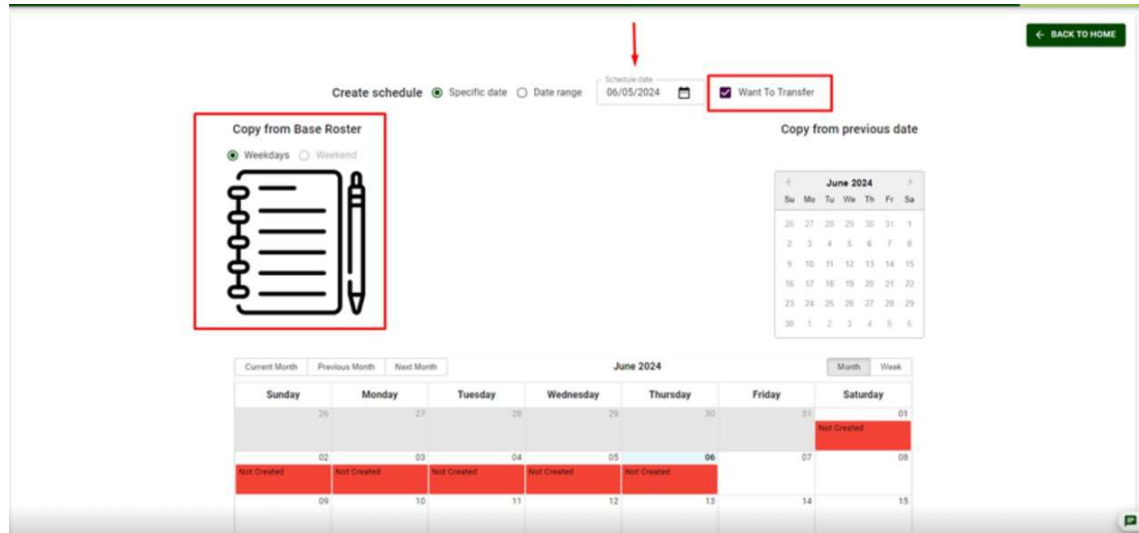 ← BACK TO HOME
Schedule date
Create schedule Specific date Date range 06/05/2024 Want To Transfer
Copy from Base Roster
Weekdays Weekend
Copy from previous date
June 2024
Su Mo Tu We Th Fr Sa
26 27 28 29 30 31 1
2 3 4 5 6 7 8
9 10 11 12 13 14 15
16 17 18 19 20 21 22
23 24 25 26 27 28 29
30 1 2 3 4 5 6
Current Month Previous Month Next Month June 2024 Month Week
Sunday Monday Tuesday Wednesday Thursday Friday Saturday
26 27 28 29 30 31 01
Not Created
02 03 04 05 06 07 08
Not Created Not Created Not Created Not Created Not Created
09 10 11 12 13 14 15